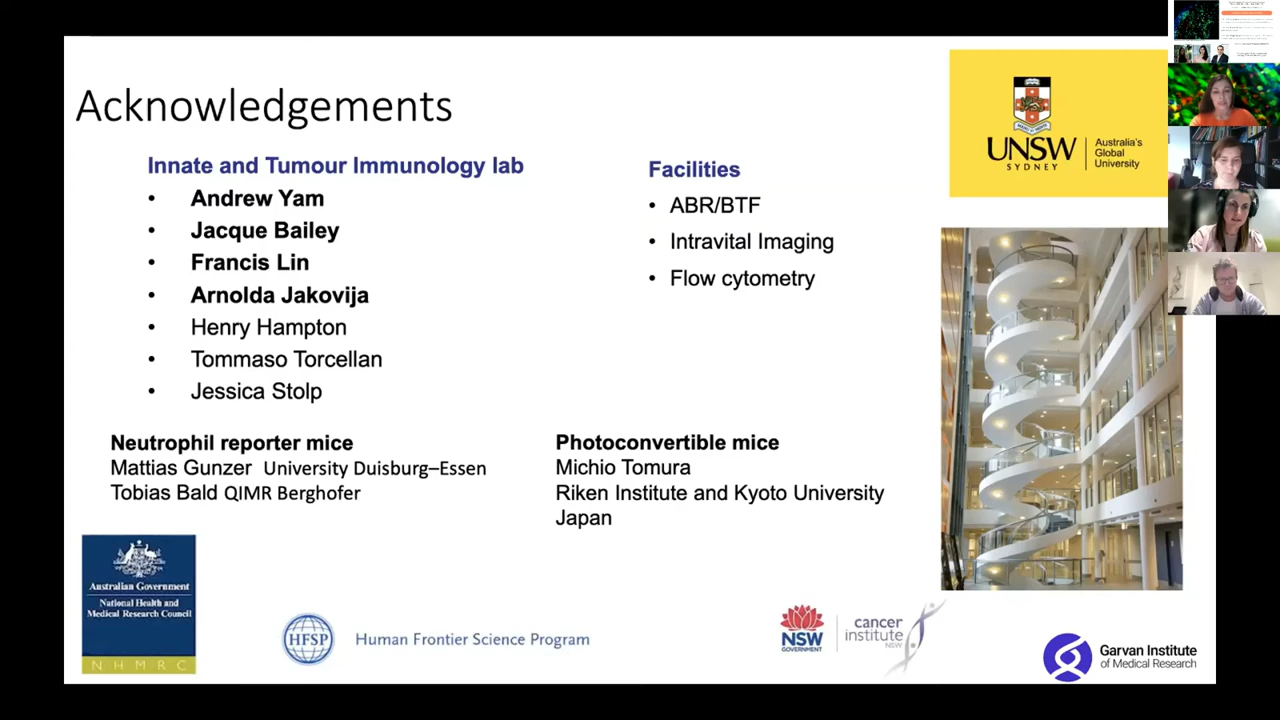 Acknowledgements
Innate and Tumour Immunology lab
• Andrew Yam
• Jacque Bailey
• Francis Lin
• Arnolda Jakovija
• Henry Hampton
• Tommaso Torcellan
• Jessica Stolp
Facilities
• ABR/BTF
• Intravital Imaging
• Flow cytometry
UNSW
SYDNEY
Australia's
Global
University
Neutrophil reporter mice
Mattias Gunzer University Duisburg–Essen
Tobias Bald QIMR Berghofer
Photoconvertible mice
Michio Tomura
Riken Institute and Kyoto University
Japan
Australian Government
National Health and
Medical Research Council
NHMRC
HFSP
Human Frontier Science Program
NSW
GOVERNMENT
cancer
institute
NSW
Garvan Institute
of Medical Research